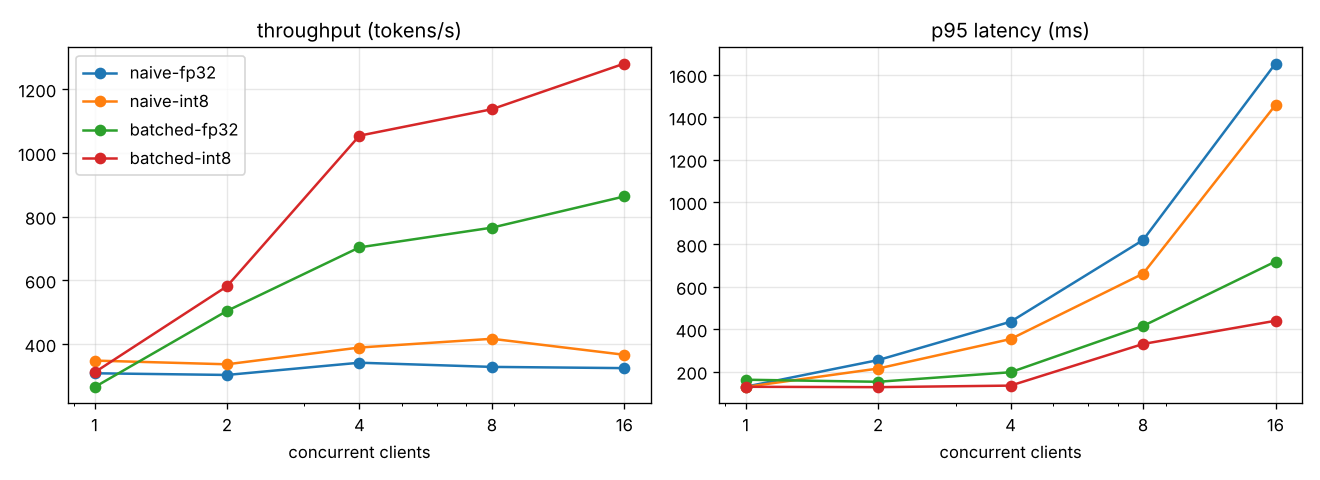 throughput (tokens/s)
naive-fp32
naive-int8
batched-fp32
batched-int8
1200
1000
800
600
400
1 2 4 8 16
concurrent clients
p95 latency (ms)
1600
1400
1200
1000
800
600
400
200
1 2 4 8 16
concurrent clients